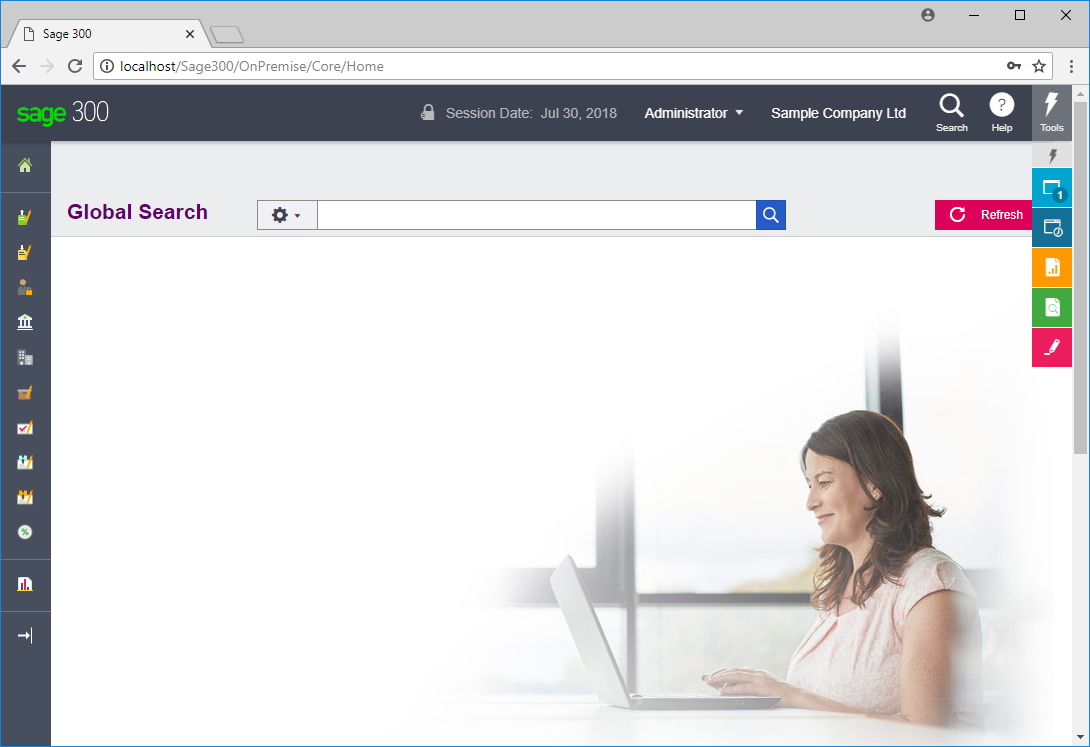 Sage 300
localhost/Sage300/OnPremise/Core/Home
sage 300
Session Date: Jul 30, 2018
Administrator
Sample Company Ltd
Search
? Help
Tools
1
Global Search
Refresh
%